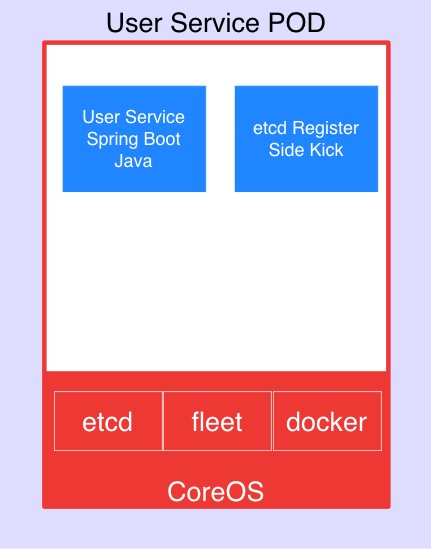 User Service POD
User Service
Spring Boot
Java
etcd Register
Side Kick
etcd
fleet
docker
CoreOS